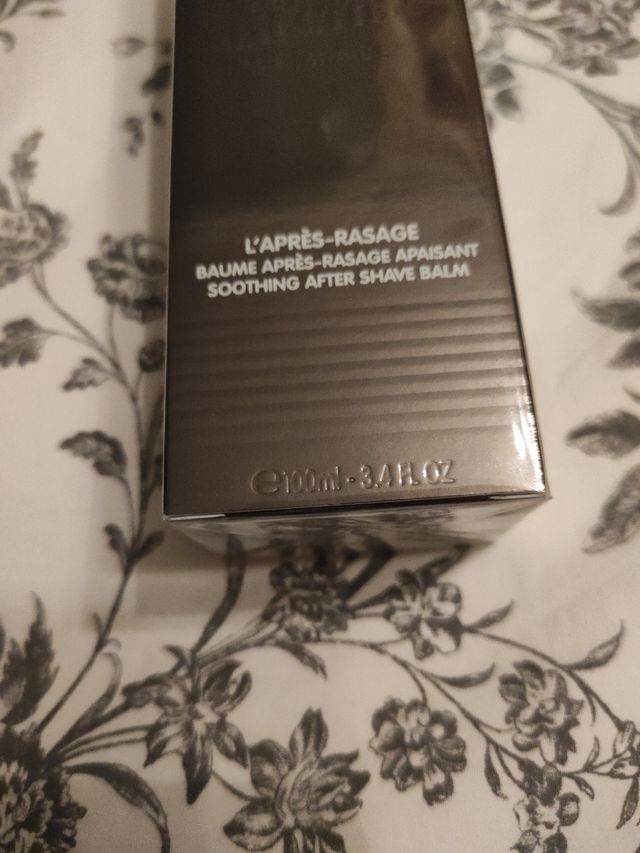 L'APRÈS-RASAGE
BAUME APRÈS-RASAGE APAISANT
SOOTHING AFTER SHAVE BALM
℮100ml - 3.4 FL OZ